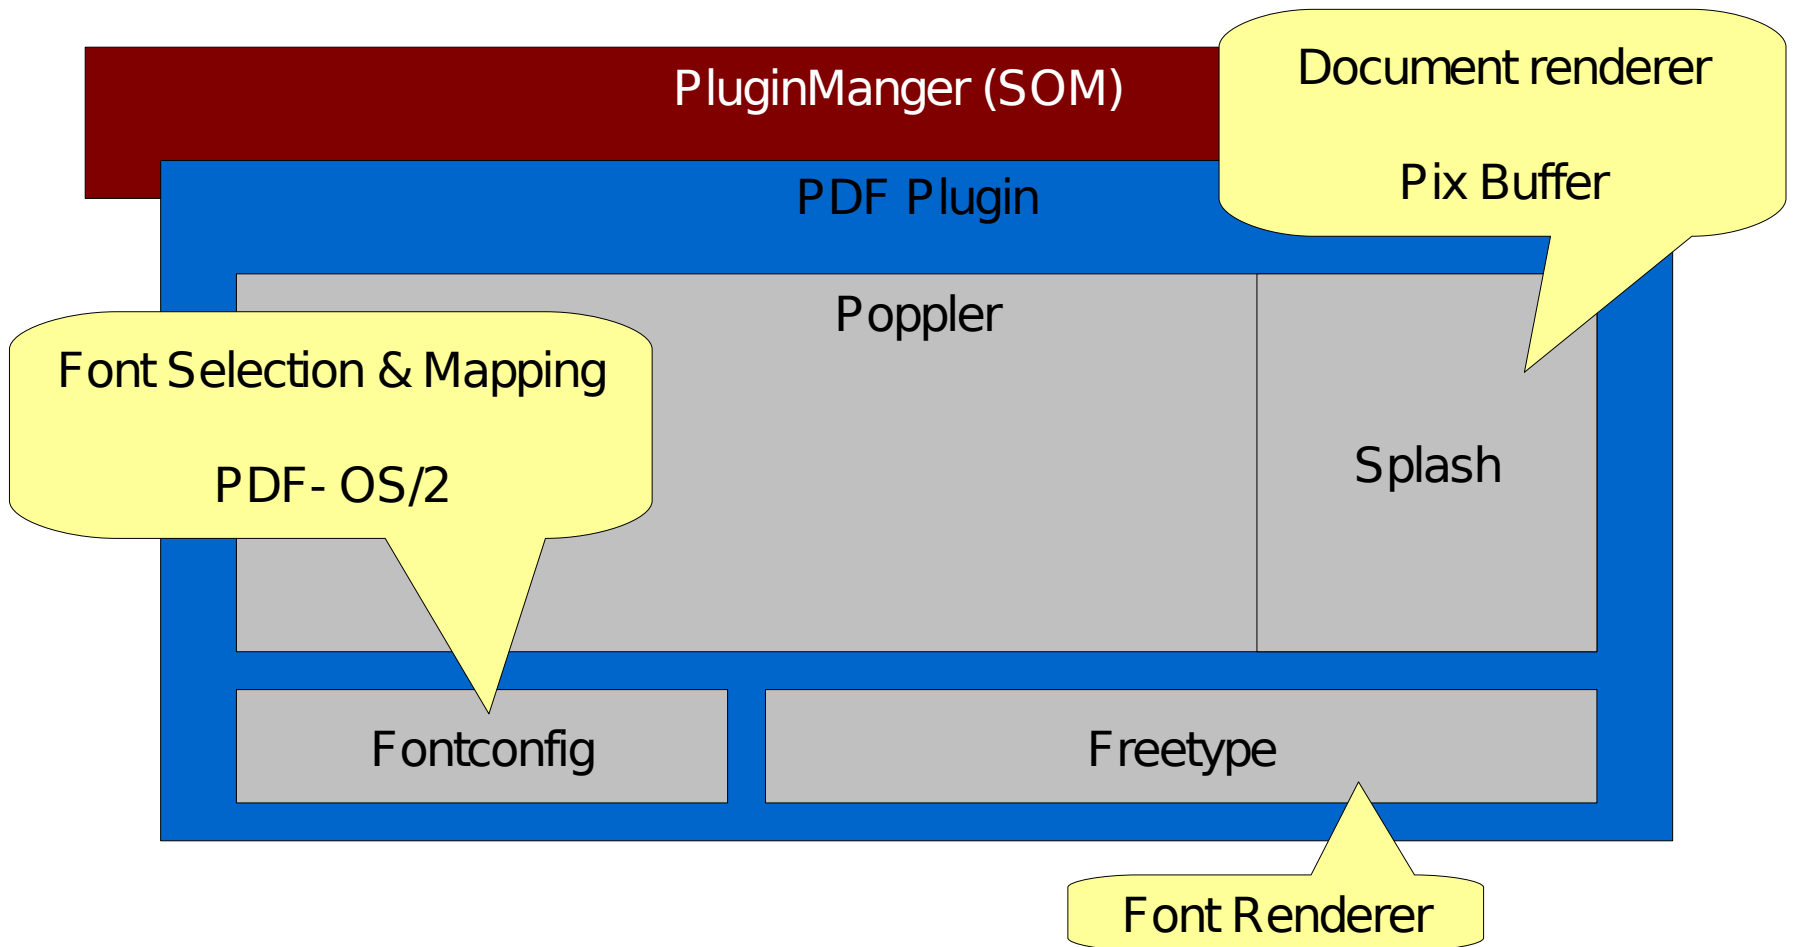 PluginManger (SOM)
Document renderer
Pix Buffer
PDF Plugin
Poppler
Font Selection & Mapping
PDF- OS/2
Splash
Fontconfig
Freetype
Font Renderer